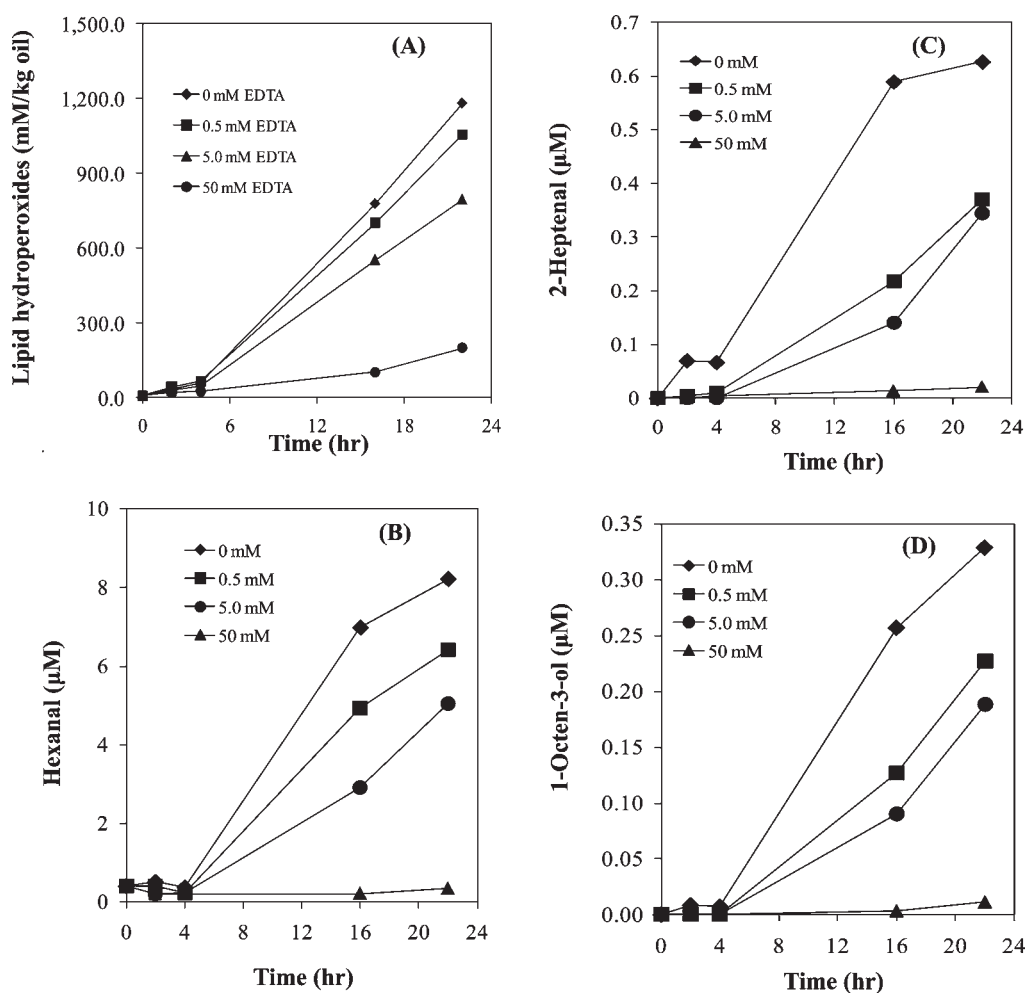 (A)
Lipid hydroperoxides (mM/kg oil)
1,500.0
1,200.0
900.0
600.0
300.0
0.0
0 mM EDTA
0.5 mM EDTA
5.0 mM EDTA
50 mM EDTA
0 6 12 18 24
Time (hr)
(C)
2-Heptenal (µM)
0.7
0.6
0.5
0.4
0.3
0.2
0.1
0
0 mM
0.5 mM
5.0 mM
50 mM
0 4 8 12 16 20 24
Time (hr)
(B)
Hexanal (µM)
10
8
6
4
2
0
0 mM
0.5 mM
5.0 mM
50 mM
0 4 8 12 16 20 24
Time (hr)
(D)
1-Octen-3-ol (µM)
0.35
0.30
0.25
0.20
0.15
0.10
0.05
0.00
0 mM
0.5 mM
5.0 mM
50 mM
0 4 8 12 16 20 24
Time (hr)